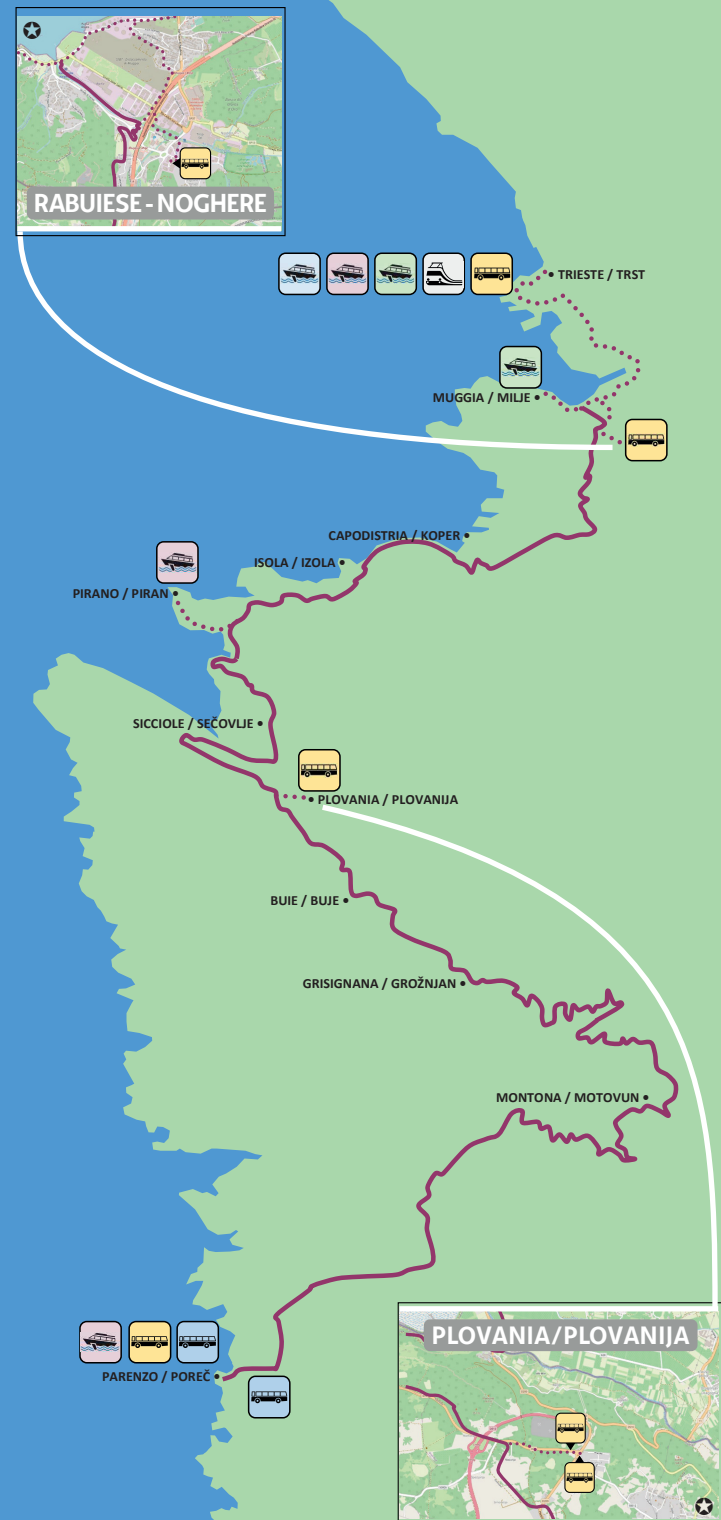 RABUIESE - NOGHERE
TRIESTE / TRST
MUGGIA / MILJE
CAPODISTRIA / KOPER
ISOLA / IZOLA
PIRANO / PIRAN
SICCIOLE / SEČOVLJE
PLOVANIA / PLOVANIJA
BUIE / BUJE
GRISIGNANA / GROŽNJAN
MONTONA / MOTOVUN
PLOVANIA/PLOVANIJA
PARENZO / POREČ